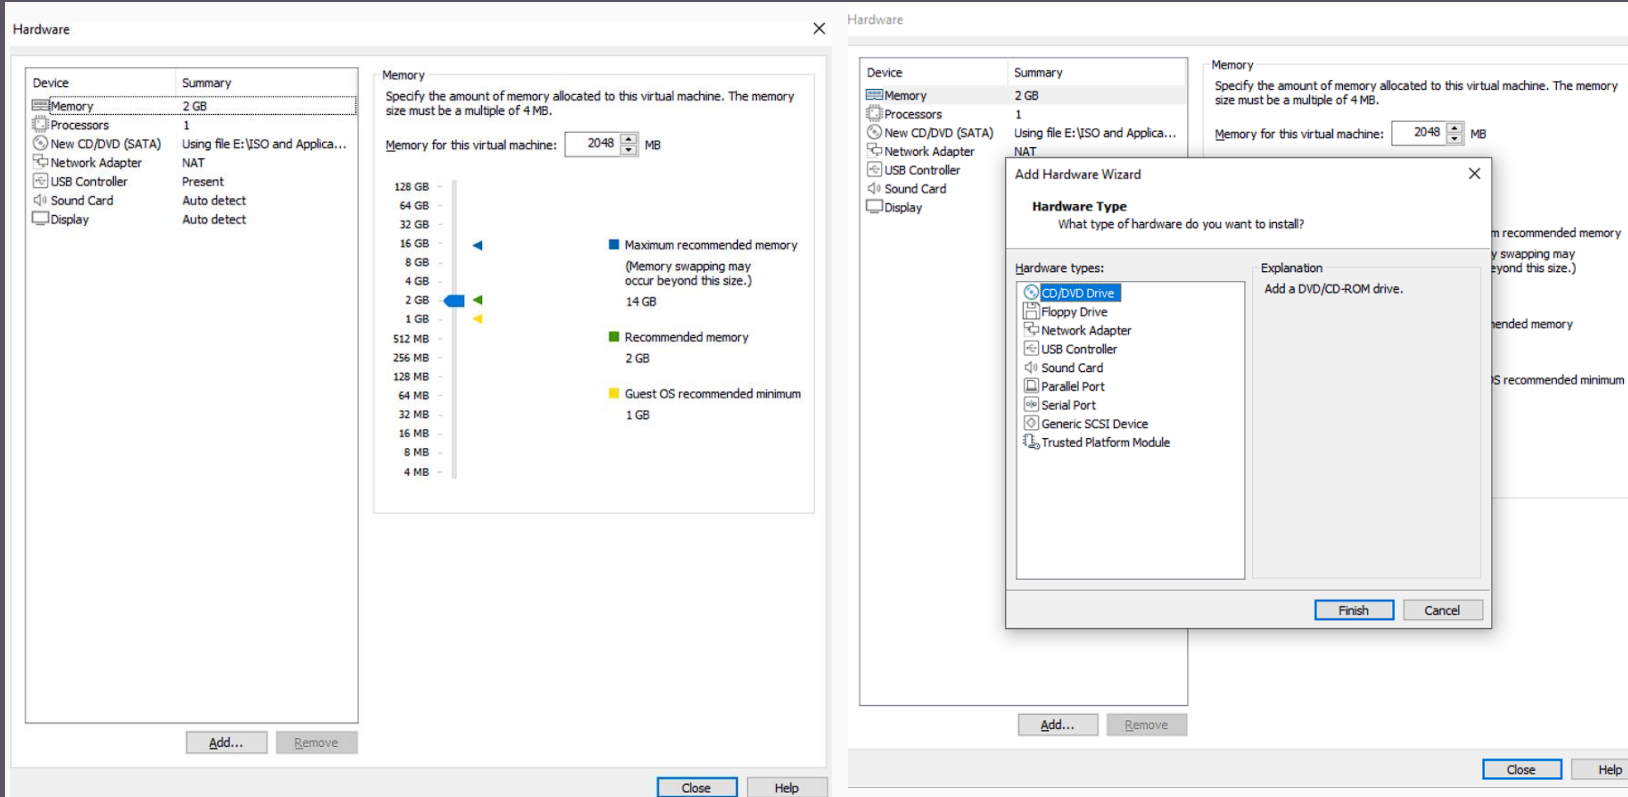 Hardware
Device Summary
Memory 2 GB
Processors 1
New CD/DVD (SATA) Using file E:\ISO and Applica...
Network Adapter NAT
USB Controller Present
Sound Card Auto detect
Display Auto detect
Add... Remove
Memory
Specify the amount of memory allocated to this virtual machine. The memory
size must be a multiple of 4 MB.
Memory for this virtual machine: 2048 MB
128 GB
64 GB
32 GB
16 GB
8 GB
4 GB
2 GB
1 GB
512 MB
256 MB
128 MB
64 MB
32 MB
16 MB
8 MB
4 MB
Maximum recommended memory
(Memory swapping may
occur beyond this size.)
14 GB
Recommended memory
2 GB
Guest OS recommended minimum
1 GB
Close Help
Hardware
Device Summary
Memory 2 GB
Processors 1
New CD/DVD (SATA) Using file E:\ISO and Applica...
Network Adapter NAT
USB Controller
Sound Card
Display
Add... Remove
Memory
Specify the amount of memory allocated to this virtual machine. The memory
size must be a multiple of 4 MB.
Memory for this virtual machine: 2048 MB
recommended memory
swapping may
this size.)
memory
recommended minimum
Add Hardware Wizard
Hardware Type
What type of hardware do you want to install?
Hardware types:
CD/DVD Drive
Floppy Drive
Network Adapter
USB Controller
Sound Card
Parallel Port
Serial Port
Generic SCSI Device
Trusted Platform Module
Explanation
Add a DVD/CD-ROM drive.
Finish Cancel
Close Help